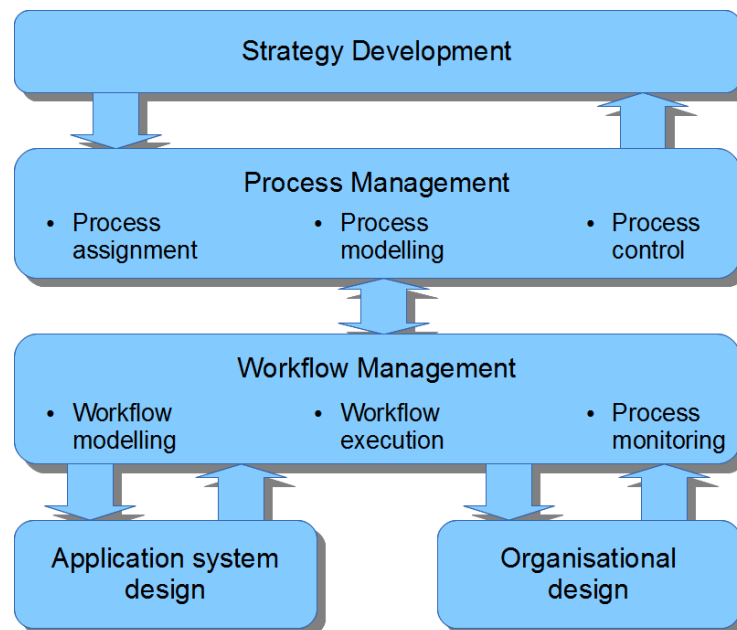 Strategy Development
Process Management
• Process
assignment
• Process
modelling
• Process
control
Workflow Management
• Workflow
modelling
• Workflow
execution
• Process
monitoring
Application system
design
Organisational
design